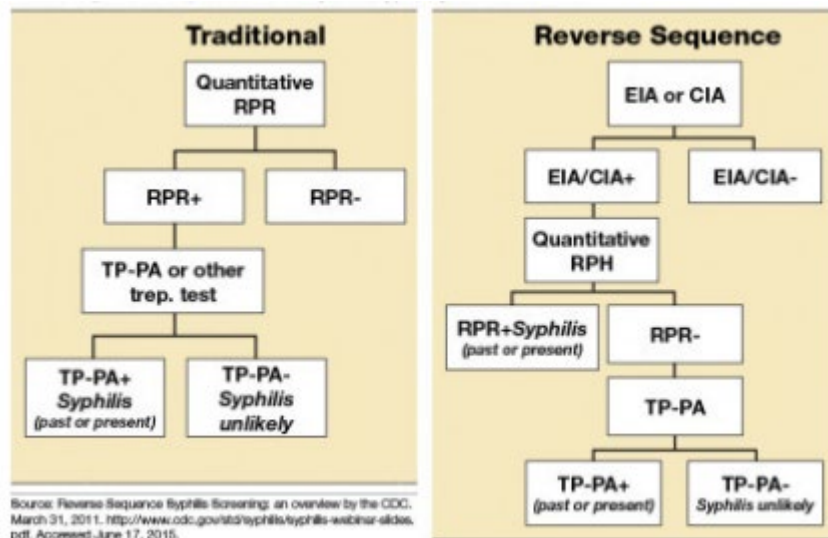 Traditional
Quantitative
RPR
RPR+
RPR-
TP-PA or other
trep. test
TP-PA+
Syphilis
(past or present)
TP-PA-
Syphilis
unlikely
Source: Reverse Sequence Syphilis Screening: an overview by the CDC.
March 31, 2011. http://www.cdc.gov/std/syphilis/syphilis-webinar-slides.
pdf. Accessed June 17, 2015.
Reverse Sequence
EIA or CIA
EIA/CIA+
EIA/CIA-
Quantitative
RPH
RPR+Syphilis
(past or present)
RPR-
TP-PA
TP-PA+
(past or present)
TP-PA-
Syphilis unlikely